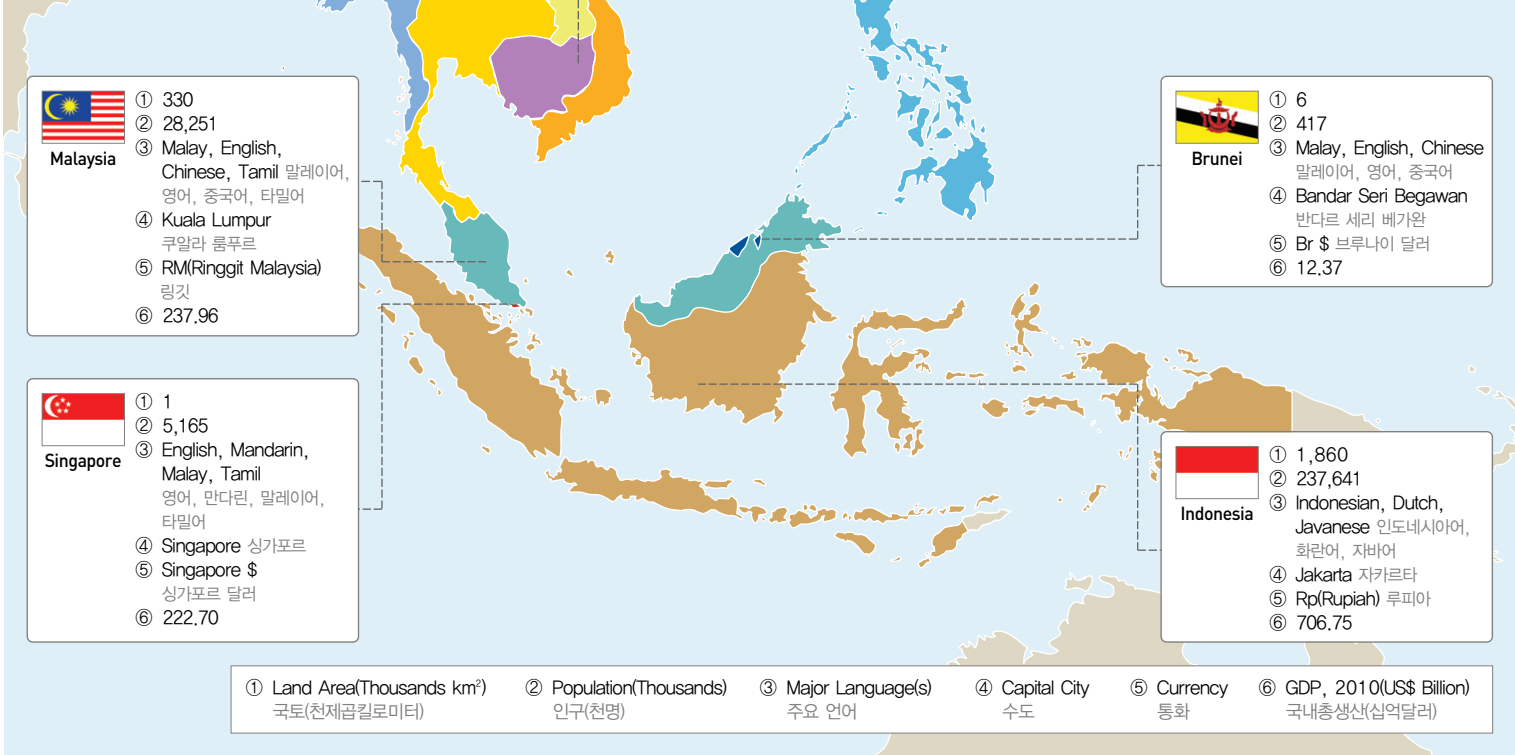 Malaysia
① 330
② 28,251
③ Malay, English,
Chinese, Tamil 말레이어,
영어, 중국어, 타밀어
④ Kuala Lumpur
쿠알라 룸푸르
⑤ RM(Ringgit Malaysia)
링깃
⑥ 237.96
Brunei
① 6
② 417
③ Malay, English, Chinese
말레이어, 영어, 중국어
④ Bandar Seri Begawan
반다르 세리 베가완
⑤ Br $ 브루나이 달러
⑥ 12.37
Singapore
① 1
② 5,165
③ English, Mandarin,
Malay, Tamil
영어, 만다린, 말레이어,
타밀어
④ Singapore 싱가포르
⑤ Singapore $
싱가포르 달러
⑥ 222.70
Indonesia
① 1,860
② 237,641
③ Indonesian, Dutch,
Javanese 인도네시아어,
화란어, 자바어
④ Jakarta 자카르타
⑤ Rp(Rupiah) 루피아
⑥ 706.75
① Land Area(Thousands km²) ② Population(Thousands) ③ Major Language(s) ④ Capital City ⑤ Currency ⑥ GDP, 2010(US$ Billion)
국토(천제곱킬로미터) 인구(천명) 주요 언어 수도 통화 국내총생산(십억달러)